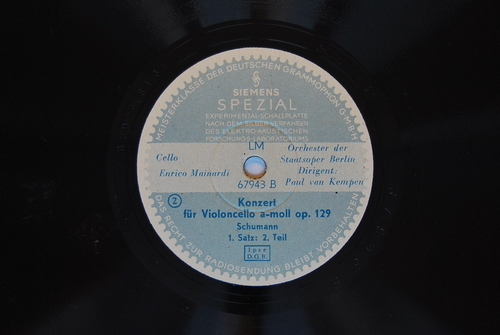 MEISTERKLASSE DER DEUTSCHEN GRAMMOPHON G·M·B·H
SIEMENS
SPEZIAL
EXPERIMENTAL-SCHALLPLATTE
NACH DEM SILBER-VERFAHREN
DES ELEKTRO-AKUSTISCHEN
FORSCHUNGS-LABORATORIUMS
LM
Cello
Enrico Mainardi
Orchester der
Staatsoper Berlin
Dirigent:
Paul van Kempen
67943 B
2
Konzert
für Violoncello a-moll op. 129
Schumann
1. Satz: 2. Teil
D.G.R.
DAS RECHT ZUR RADIOSENDUNG BLEIBT VORBEHALTEN